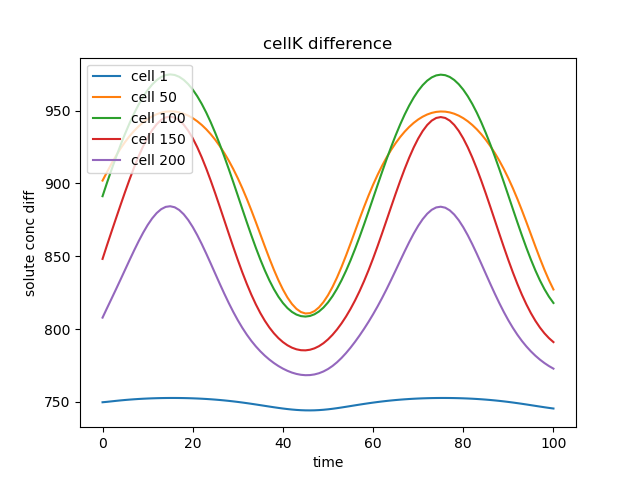 cellK difference
cell 1
cell 50
cell 100
cell 150
cell 200
solute conc diff
950
900
850
800
750
0 20 40 60 80 100
time